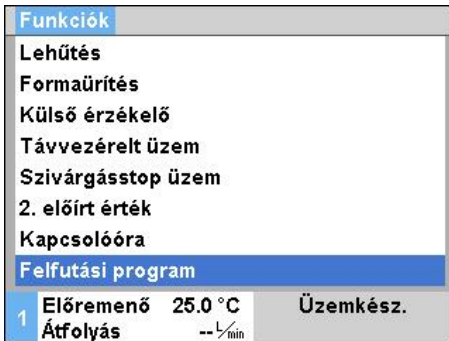 Funkciók
Lehűtés
Formaürítés
Külső érzékelő
Távvezérelt üzem
Szivárgásstop üzem
2. előírt érték
Kapcsolóóra
Felfutási program
1 Előremenő 25.0 °C Üzemkész.
Átfolyás -- L/min